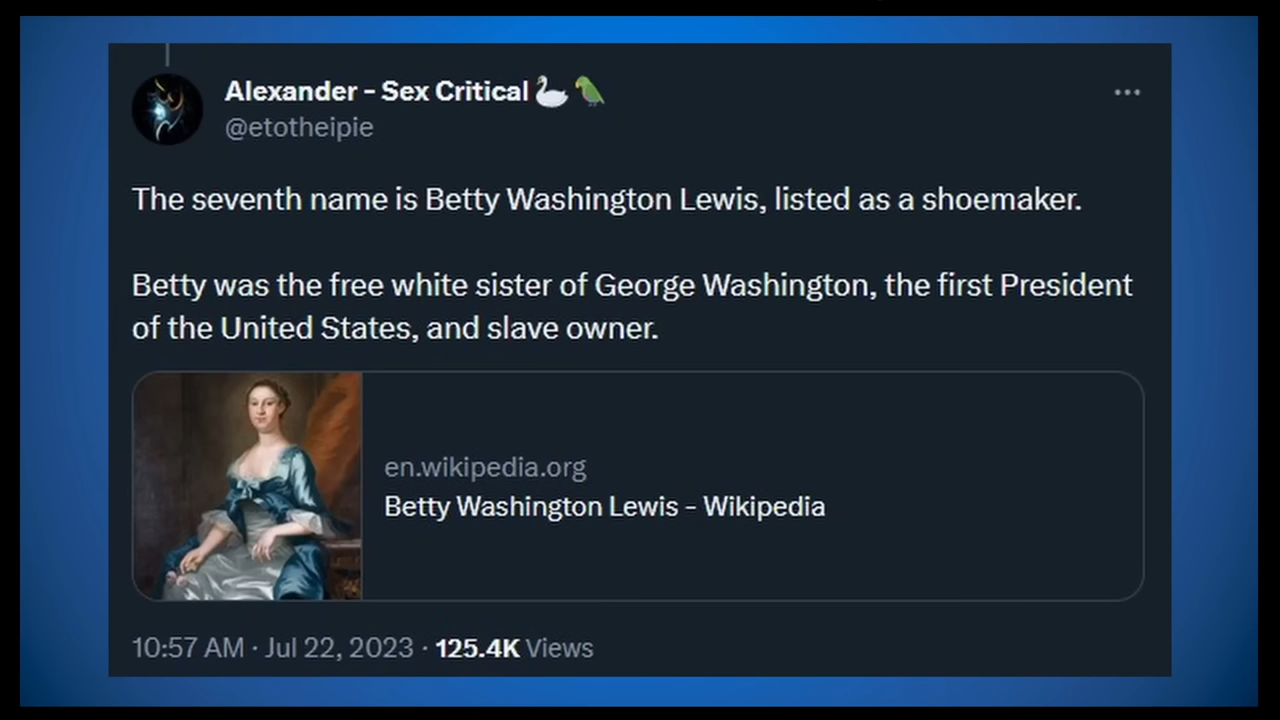 Alexander - Sex Critical 🦢🦜
@etotheipie
The seventh name is Betty Washington Lewis, listed as a shoemaker.
Betty was the free white sister of George Washington, the first President
of the United States, and slave owner.
en.wikipedia.org
Betty Washington Lewis - Wikipedia
10:57 AM · Jul 22, 2023 · 125.4K Views